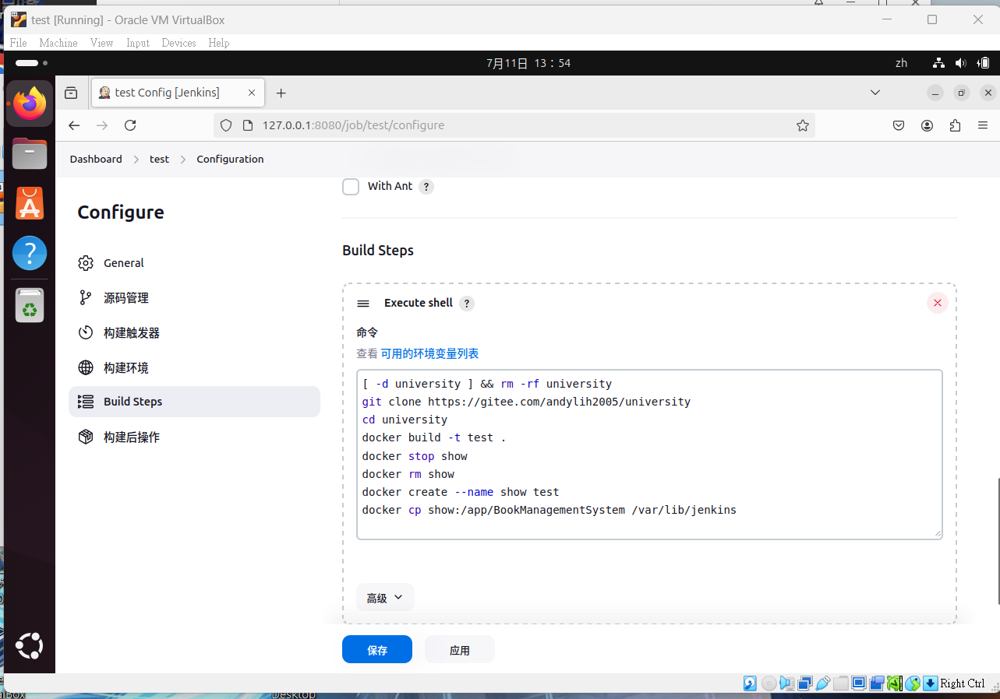 test [Running] - Oracle VM VirtualBox
File Machine View Input Devices Help
7月11日 13：54
zh
test Config [Jenkins]
127.0.0.1:8080/job/test/configure
Dashboard test Configuration
With Ant ?
Configure
General
源码管理
构建触发器
构建环境
Build Steps
构建后操作
Build Steps
Execute shell ?
命令
查看 可用的环境变量列表
[ -d university ] && rm -rf university
git clone https://gitee.com/andylih2005/university
cd university
docker build -t test .
docker stop show
docker rm show
docker create --name show test
docker cp show:/app/BookManagementSystem /var/lib/jenkins
高级
保存 应用
Right Ctrl
Desktop